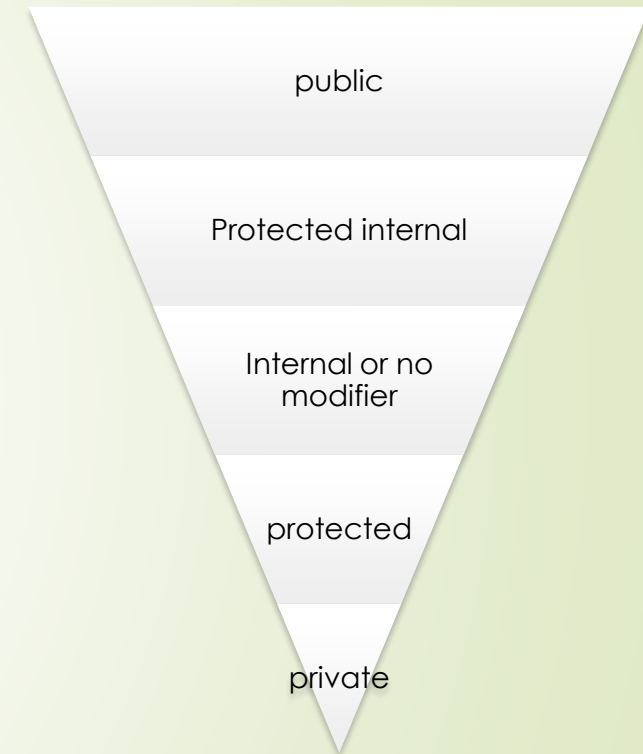 public
Protected internal
Internal or no
modifier
protected
private